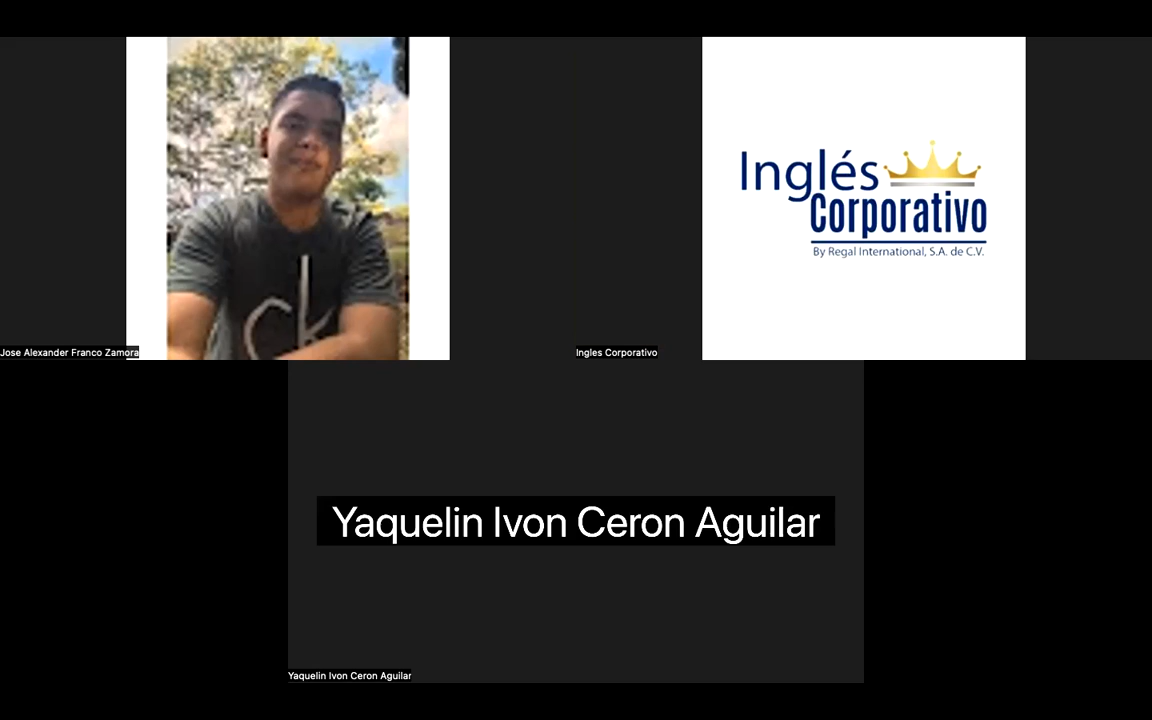 ck
Jose Alexander Franco Zamora
Inglés
Corporativo
By Regal International, S.A. de C.V.
Ingles Corporativo
Yaquelin Ivon Ceron Aguilar
Yaquelin Ivon Ceron Aguilar